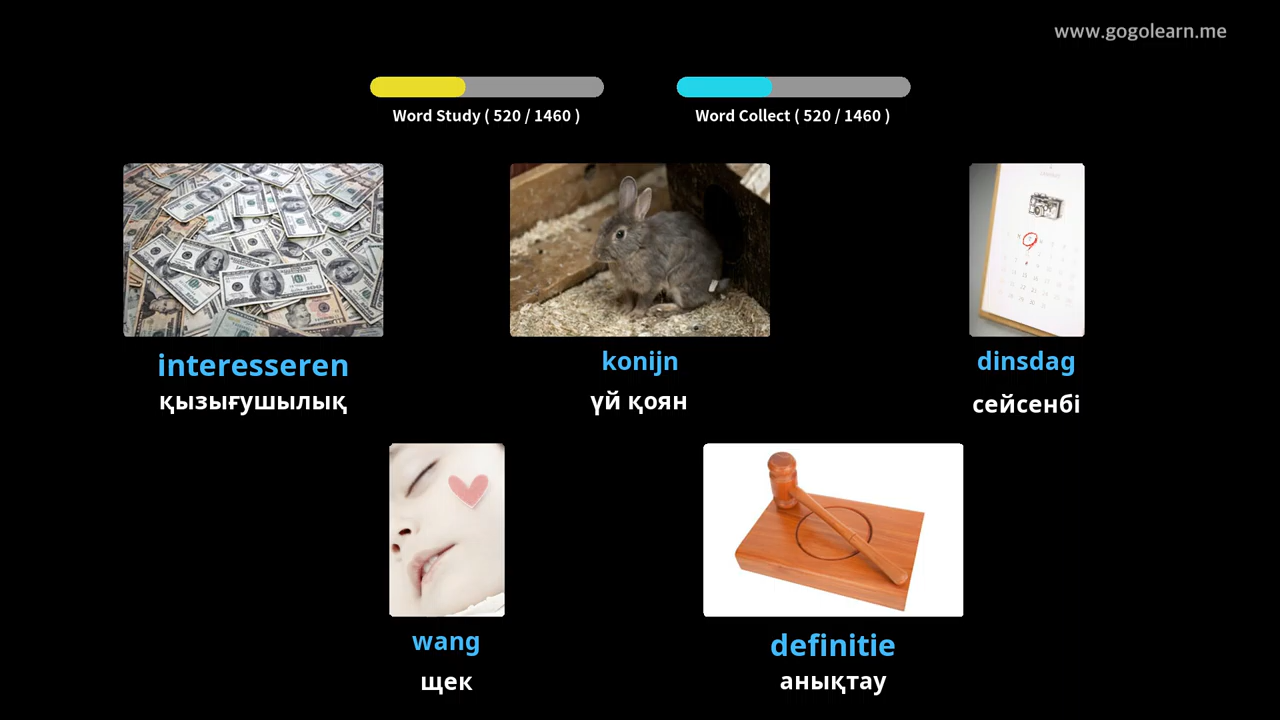 www.gogolearn.me
Word Study ( 520 / 1460 )
Word Collect ( 520 / 1460 )
interesseren
konijn
dinsdag
қызығушылық
үй қоян
сейсенбі
wang
definitie
щек
анықтау